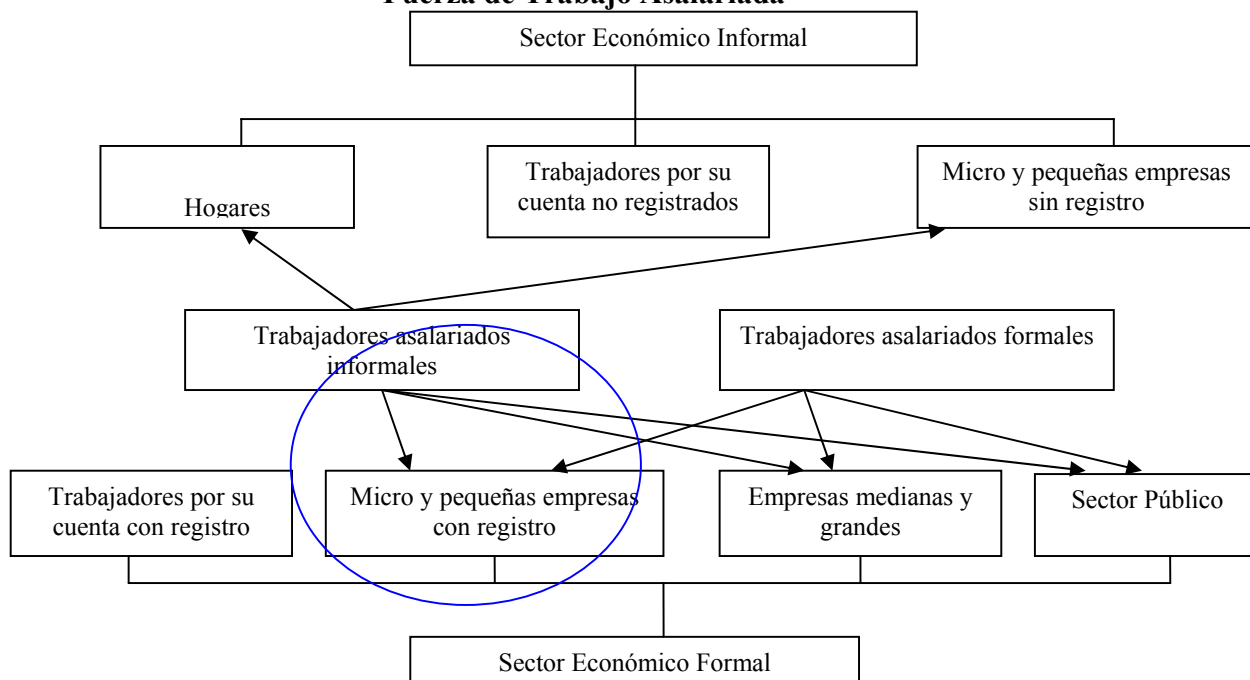 Fuerza de Trabajo Asalariada
Sector Económico Informal
Hogares
Trabajadores por su
cuenta no registrados
Micro y pequeñas empresas
sin registro
Trabajadores asalariados
informales
Trabajadores asalariados formales
Trabajadores por su
cuenta con registro
Micro y pequeñas empresas
con registro
Empresas medianas y
grandes
Sector Público
Sector Económico Formal